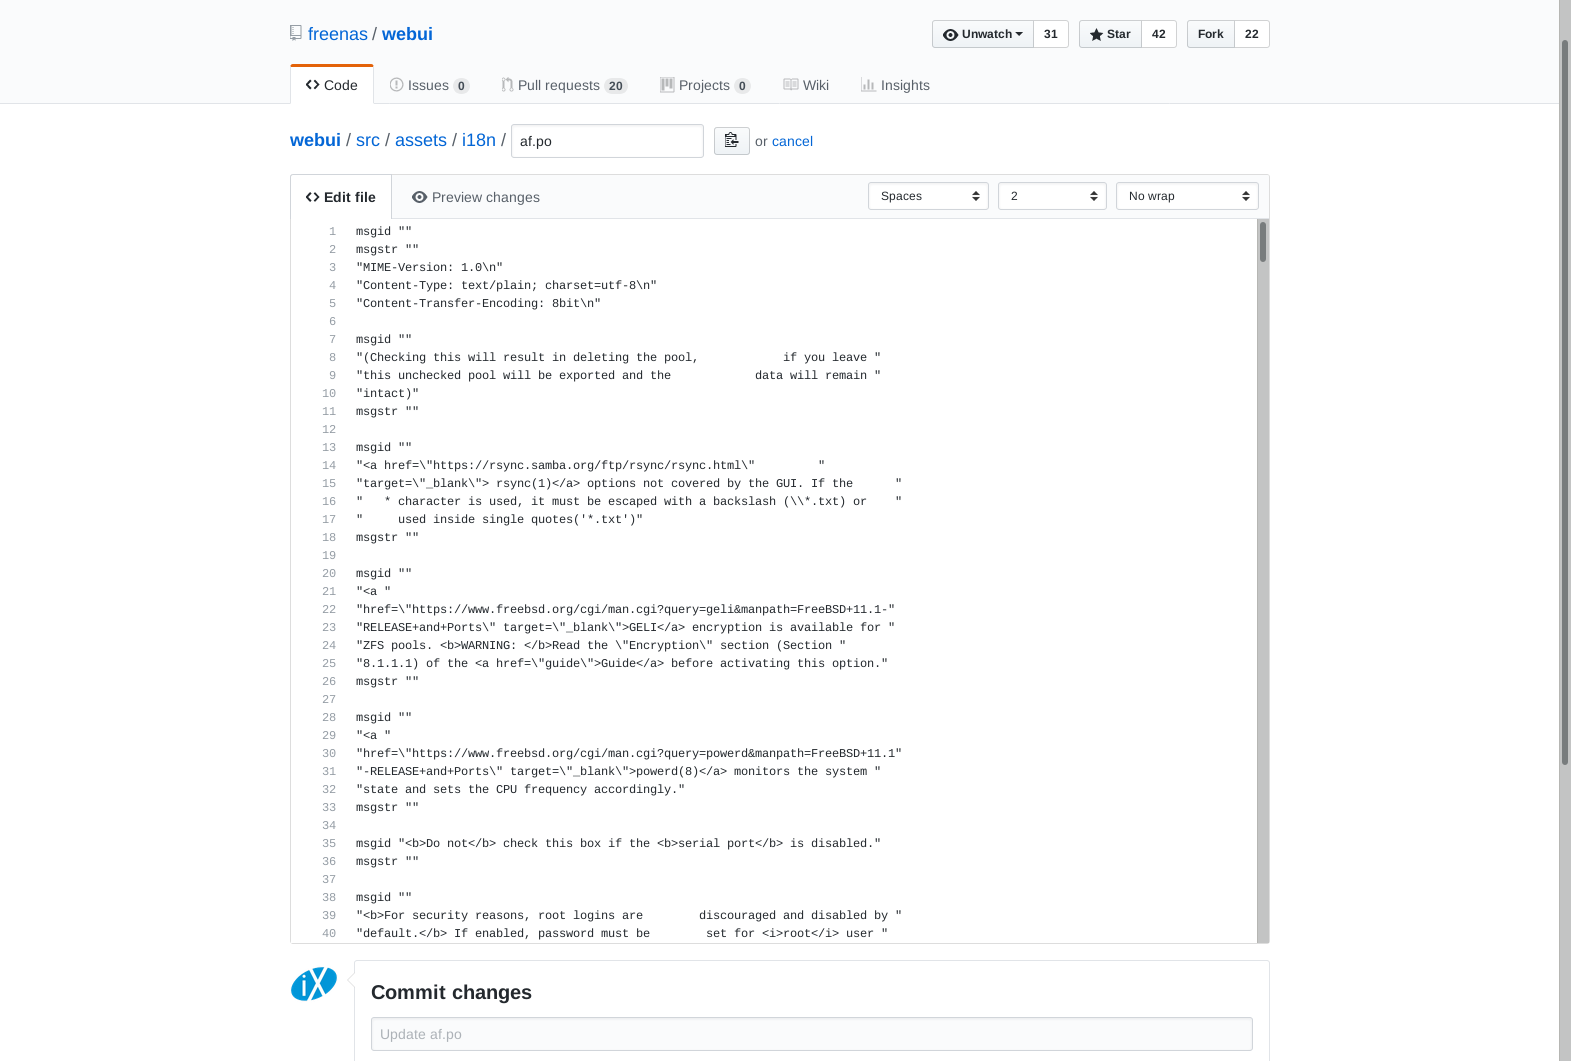 freenas / webui
Unwatch 31 Star 42 Fork 22
Code Issues 0 Pull requests 20 Projects 0 Wiki Insights
webui / src / assets / i18n / af.po or cancel
Edit file Preview changes Spaces 2 No wrap
1 msgid ""
2 msgstr ""
3 "MIME-Version: 1.0\n"
4 "Content-Type: text/plain; charset=utf-8\n"
5 "Content-Transfer-Encoding: 8bit\n"
6
7 msgid ""
8 "(Checking this will result in deleting the pool,            if you leave "
9 "this unchecked pool will be exported and the            data will remain "
10 "intact)"
11 msgstr ""
12
13 msgid ""
14 "<a href=\"https://rsync.samba.org/ftp/rsync/rsync.html\"         "
15 "target=\"_blank\"> rsync(1)</a> options not covered by the GUI. If the      "
16 "   * character is used, it must be escaped with a backslash (\\*.txt) or    "
17 "     used inside single quotes('*.txt')"
18 msgstr ""
19
20 msgid ""
21 "<a "
22 "href=\"https://www.freebsd.org/cgi/man.cgi?query=geli&manpath=FreeBSD+11.1-"
23 "RELEASE+and+Ports\" target=\"_blank\">GELI</a> encryption is available for "
24 "ZFS pools. <b>WARNING: </b>Read the \"Encryption\" section (Section "
25 "8.1.1.1) of the <a href=\"guide\">Guide</a> before activating this option."
26 msgstr ""
27
28 msgid ""
29 "<a "
30 "href=\"https://www.freebsd.org/cgi/man.cgi?query=powerd&manpath=FreeBSD+11.1"
31 "-RELEASE+and+Ports\" target=\"_blank\">powerd(8)</a> monitors the system "
32 "state and sets the CPU frequency accordingly."
33 msgstr ""
34
35 msgid "<b>Do not</b> check this box if the <b>serial port</b> is disabled."
36 msgstr ""
37
38 msgid ""
39 "<b>For security reasons, root logins are        discouraged and disabled by "
40 "default.</b> If enabled, password must be        set for <i>root</i> user "
iX
Commit changes
Update af.po